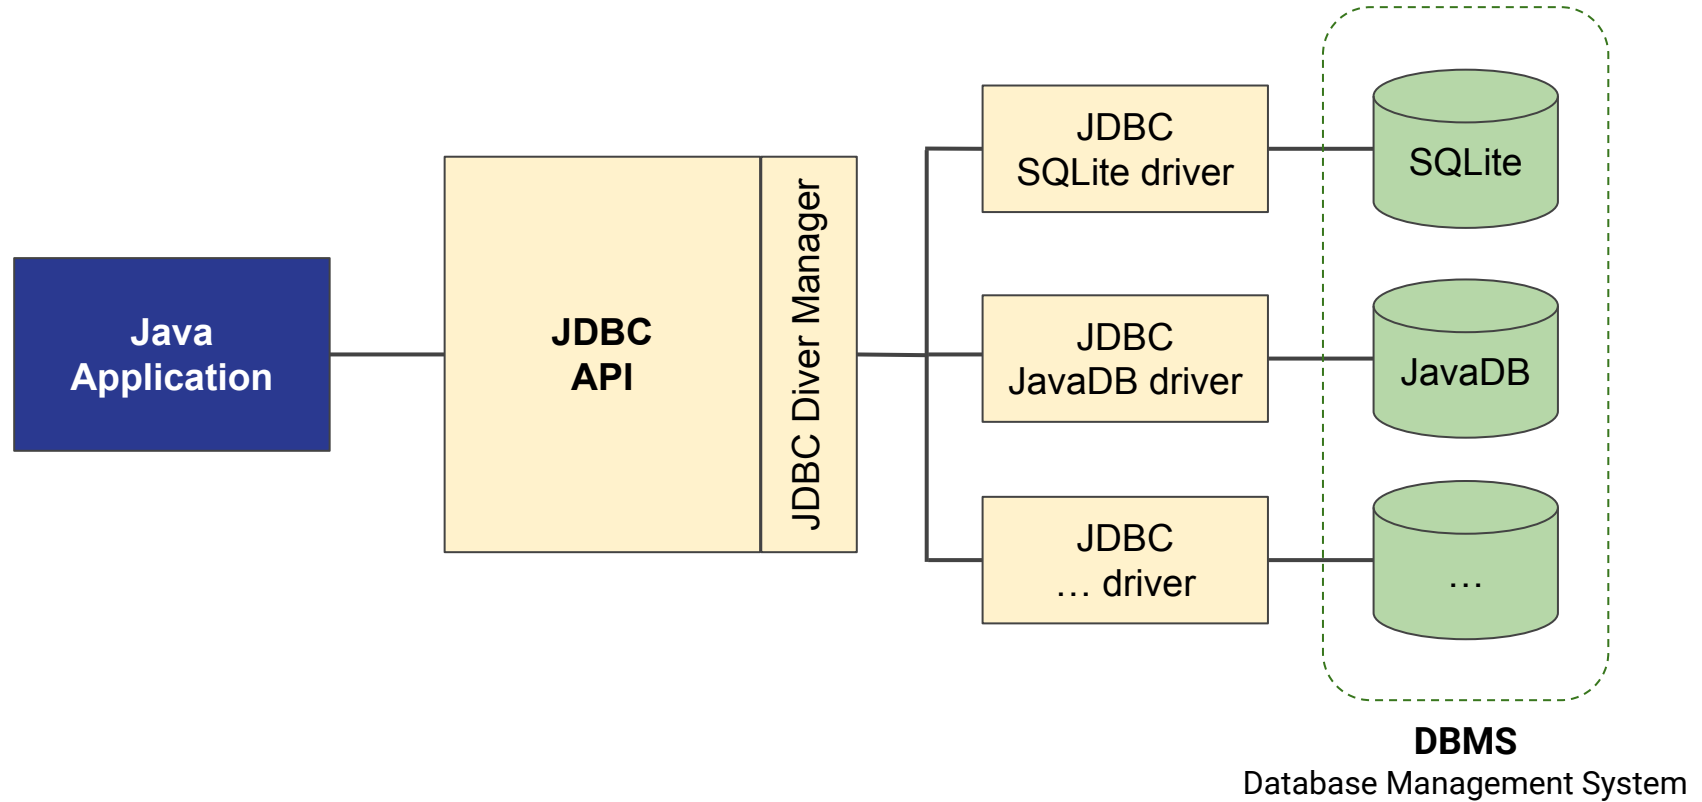 Java
Application
JDBC
API
JDBC Diver Manager
JDBC
SQLite driver
JDBC
JavaDB driver
JDBC
… driver
SQLite
JavaDB
…
DBMS
Database Management System